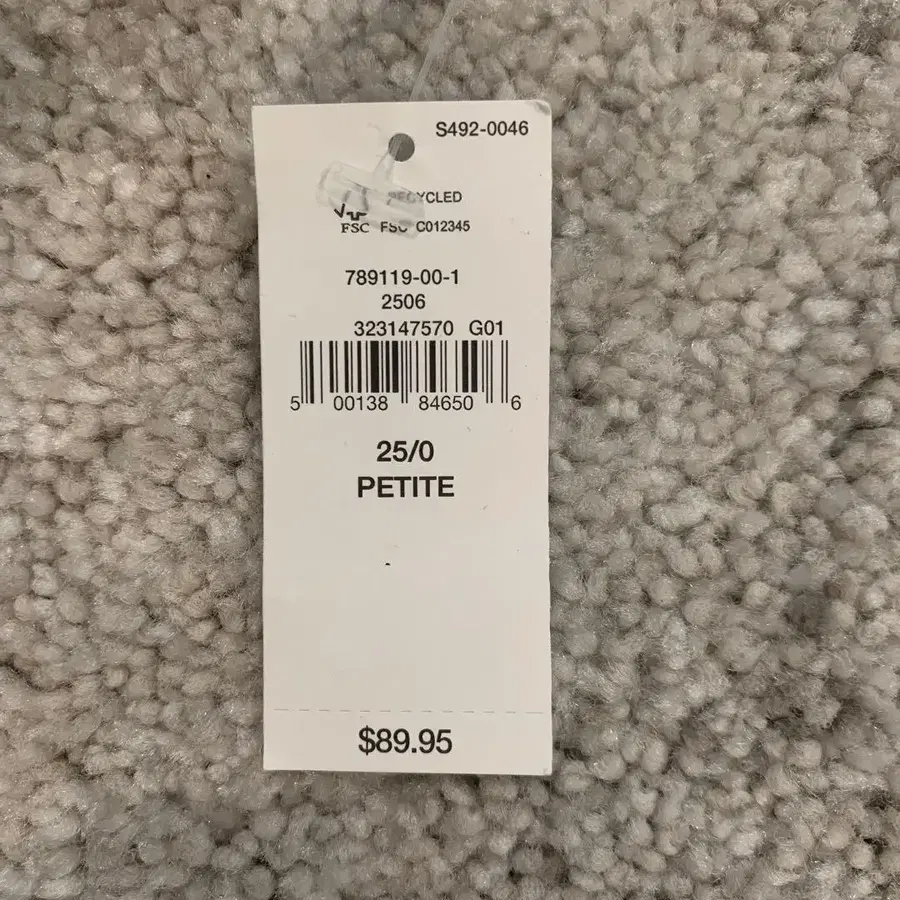 S492-0046
RECYCLED
FSC FSC C012345
789119-00-1
2506
323147570 G01
5 00138 84650 6
25/0
PETITE
$89.95